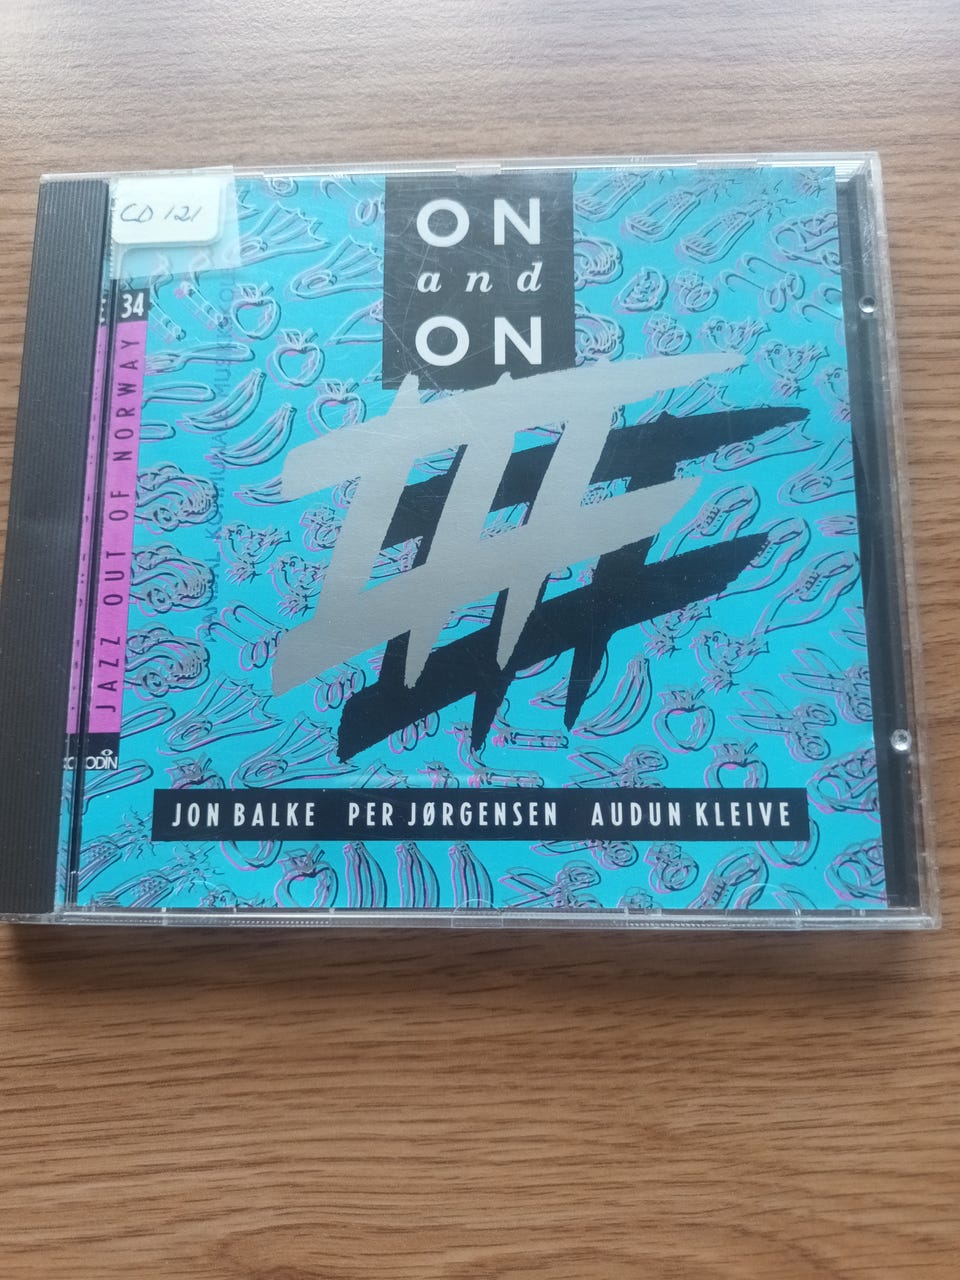 CD 121
34
JAZZ OUT OF NORWAY
ODIN
ON
and
ON
JON BALKE PER JØRGENSEN AUDUN KLEIVE